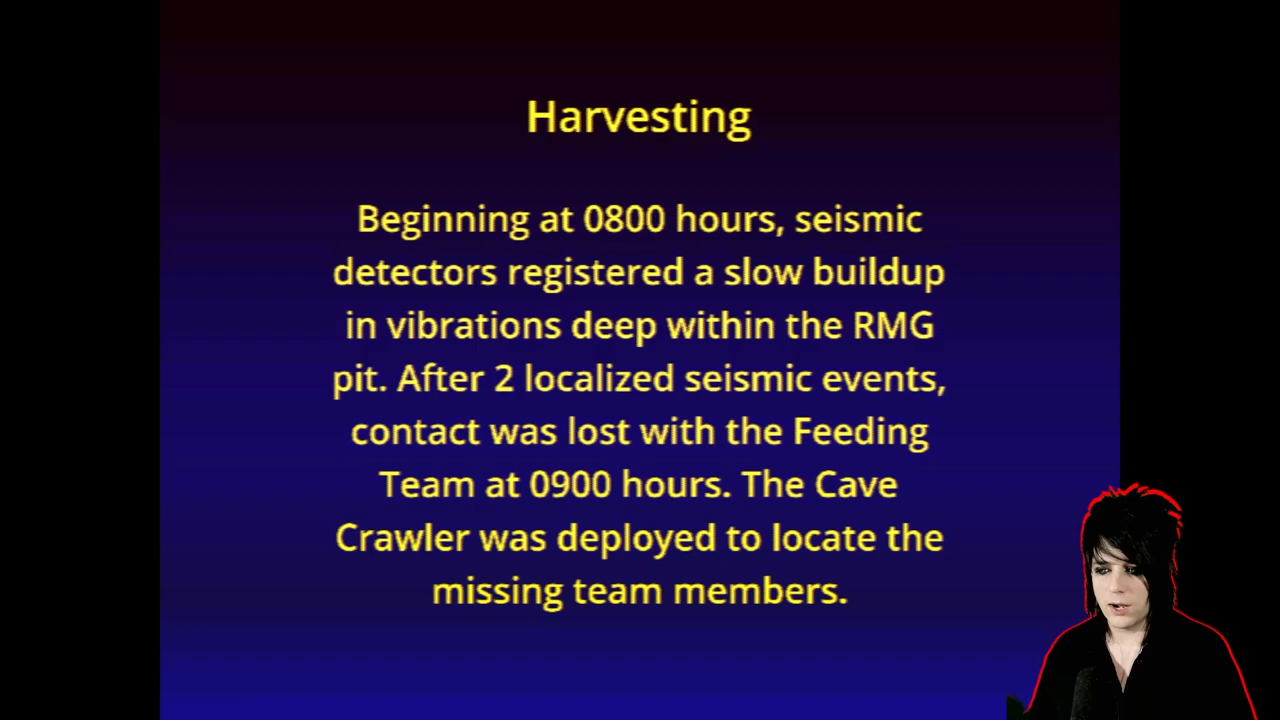 Harvesting
Beginning at 0800 hours, seismic
detectors registered a slow buildup
in vibrations deep within the RMG
pit. After 2 localized seismic events,
contact was lost with the Feeding
Team at 0900 hours. The Cave
Crawler was deployed to locate the
missing team members.